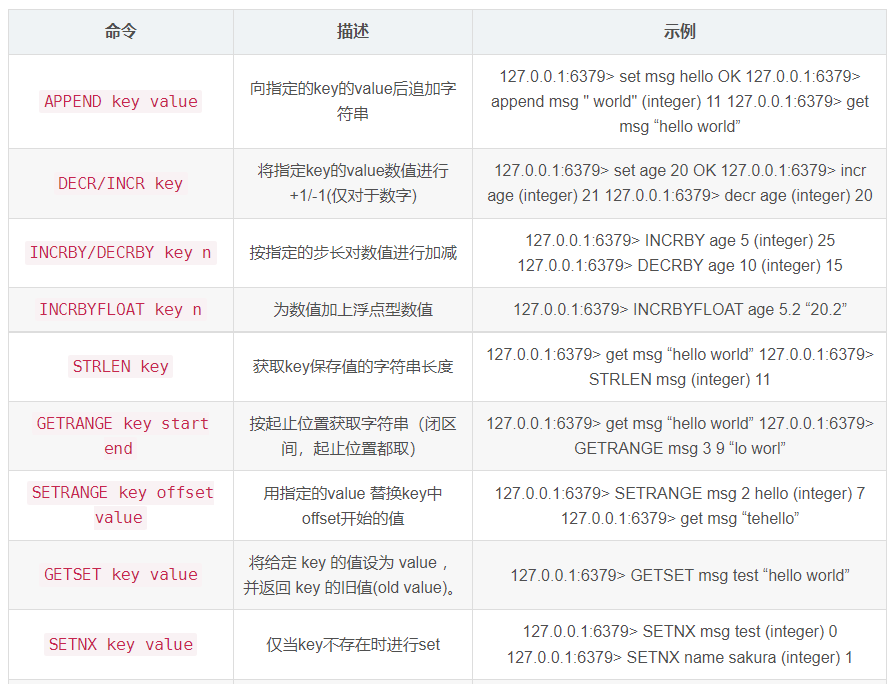 命令 描述 示例
APPEND key value
向指定的key的value后追加字
符串
127.0.0.1:6379> set msg hello OK 127.0.0.1:6379>
append msg " world" (integer) 11 127.0.0.1:6379> get
msg “hello world”
DECR/INCR key
将指定key的value数值进行
+1/-1(仅对于数字)
127.0.0.1:6379> set age 20 OK 127.0.0.1:6379> incr
age (integer) 21 127.0.0.1:6379> decr age (integer) 20
INCRBY/DECRBY key n
按指定的步长对数值进行加减
127.0.0.1:6379> INCRBY age 5 (integer) 25
127.0.0.1:6379> DECRBY age 10 (integer) 15
INCRBYFLOAT key n
为数值加上浮点型数值
127.0.0.1:6379> INCRBYFLOAT age 5.2 “20.2”
STRLEN key
获取key保存值的字符串长度
127.0.0.1:6379> get msg “hello world” 127.0.0.1:6379>
STRLEN msg (integer) 11
GETRANGE key start
end
按起止位置获取字符串（闭区
间，起止位置都取）
127.0.0.1:6379> get msg “hello world” 127.0.0.1:6379>
GETRANGE msg 3 9 “lo worl”
SETRANGE key offset
value
用指定的value 替换key中
offset开始的值
127.0.0.1:6379> SETRANGE msg 2 hello (integer) 7
127.0.0.1:6379> get msg “tehello”
GETSET key value
将给定 key 的值设为 value ，
并返回 key 的旧值(old value)。
127.0.0.1:6379> GETSET msg test “hello world”
SETNX key value
仅当key不存在时进行set
127.0.0.1:6379> SETNX msg test (integer) 0
127.0.0.1:6379> SETNX name sakura (integer) 1